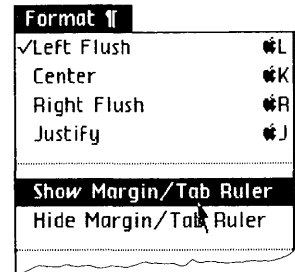 Format ¶
✓Left Flush L
Center K
Right Flush R
Justify J
Show Margin/Tab Ruler
Hide Margin/Tab Ruler